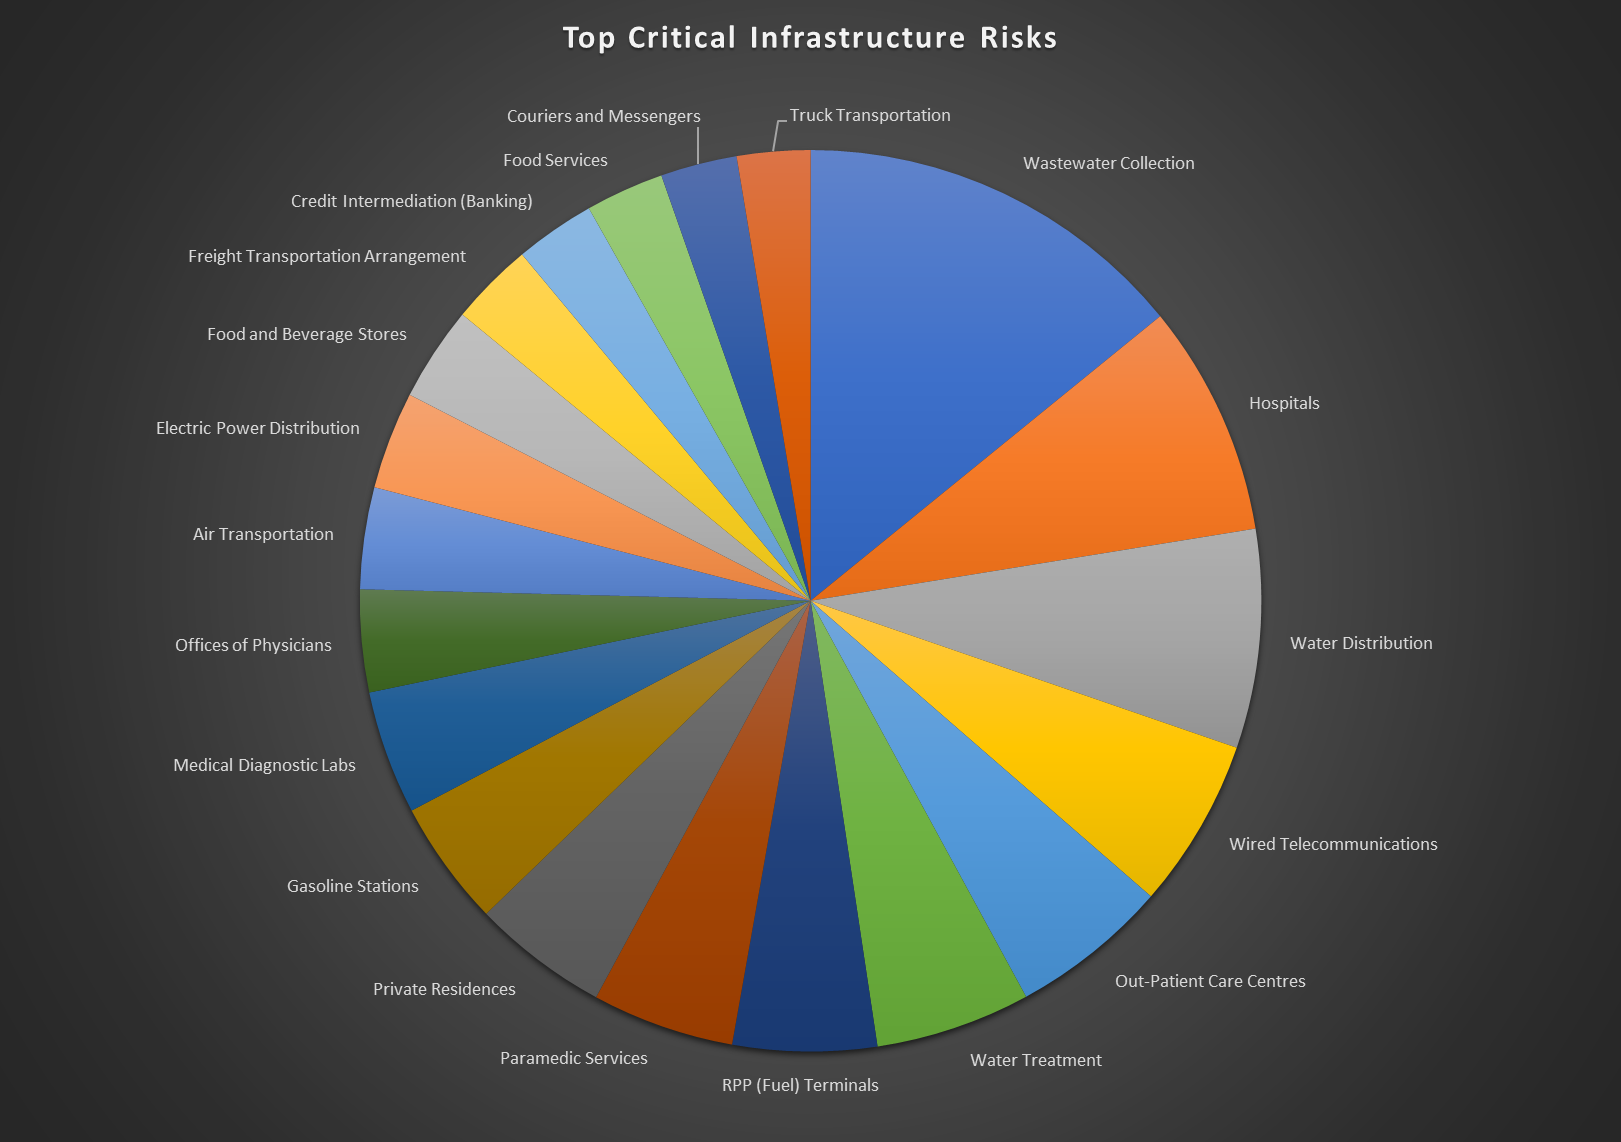 Top Critical Infrastructure Risks
Truck Transportation
Couriers and Messengers
Food Services
Wastewater Collection
Credit Intermediation (Banking)
Freight Transportation Arrangement
Food and Beverage Stores
Hospitals
Electric Power Distribution
Air Transportation
Water Distribution
Offices of Physicians
Medical Diagnostic Labs
Wired Telecommunications
Gasoline Stations
Out-Patient Care Centres
Private Residences
Paramedic Services
Water Treatment
RPP (Fuel) Terminals